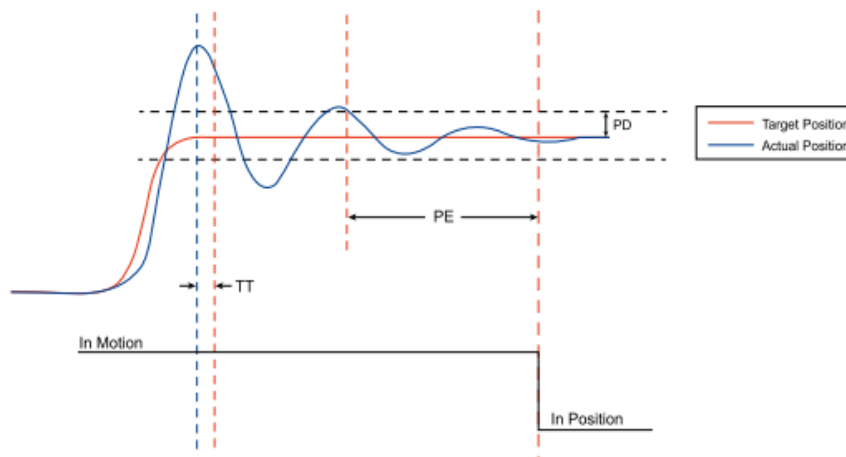 PD
Target Position
Actual Position
PE
TT
In Motion
In Position